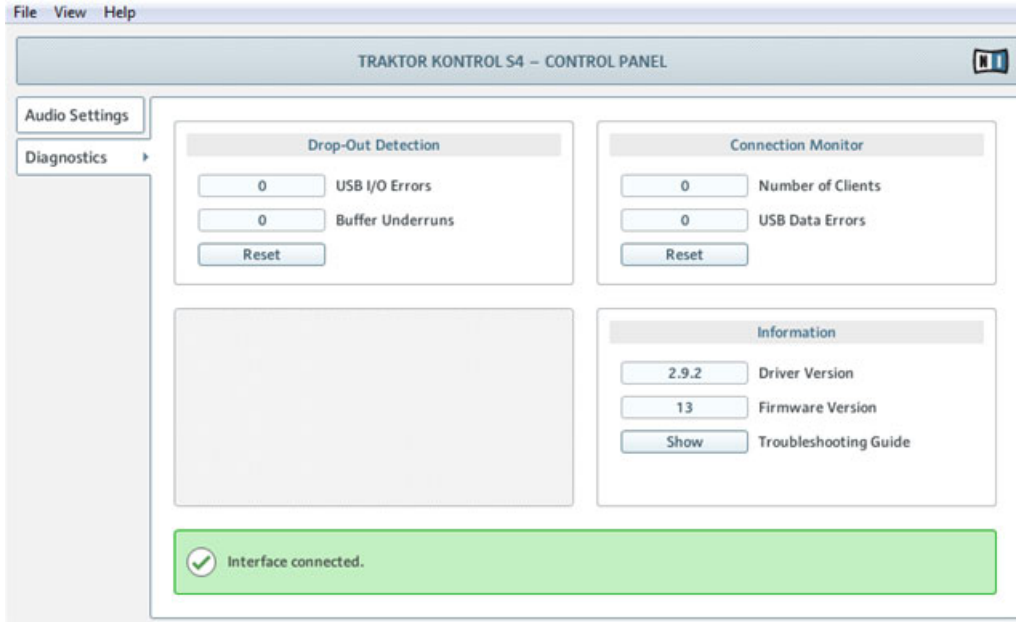 File View Help
TRAKTOR KONTROL S4 – CONTROL PANEL
N I
Audio Settings
Diagnostics
Drop-Out Detection
0 USB I/O Errors
0 Buffer Underruns
Reset
Connection Monitor
0 Number of Clients
0 USB Data Errors
Reset
Information
2.9.2 Driver Version
13 Firmware Version
Show Troubleshooting Guide
Interface connected.